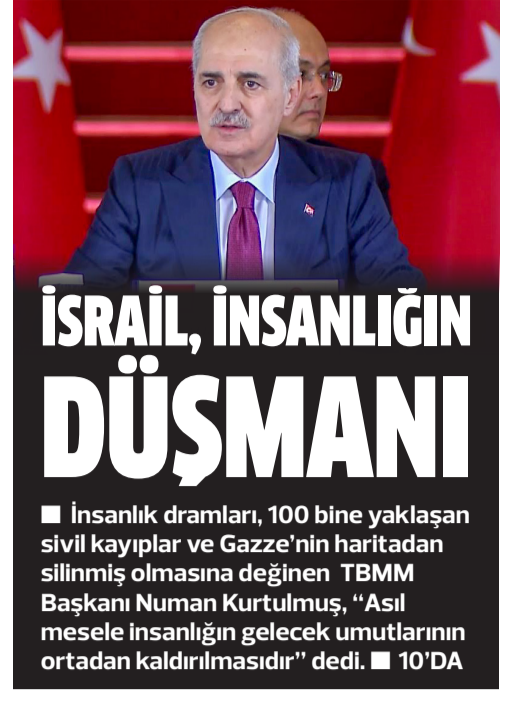 İSRAİL, İNSANLIĞIN
DÜŞMANI
■ İnsanlık dramları, 100 bine yaklaşan
sivil kayıplar ve Gazze’nin haritadan
silinmiş olmasına değinen TBMM
Başkanı Numan Kurtulmuş, “Asıl
mesele insanlığın gelecek umutlarının
ortadan kaldırılmasıdır” dedi. ■ 10’DA